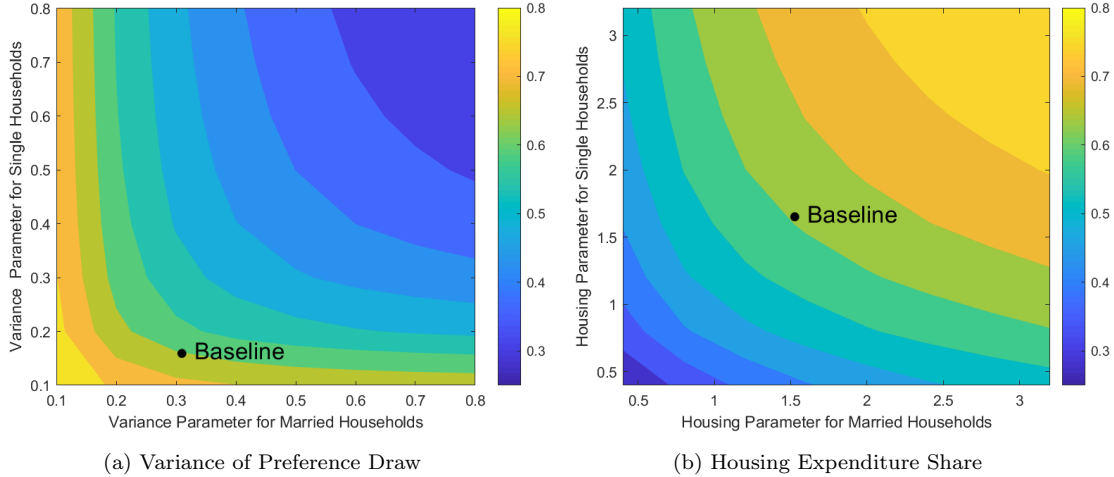 0.8
0.7
0.6
0.5
0.4
0.3
0.2
0.1
Variance Parameter for Single Households
Baseline
0.1 0.2 0.3 0.4 0.5 0.6 0.7 0.8
Variance Parameter for Married Households
0.8
0.7
0.6
0.5
0.4
0.3
(a) Variance of Preference Draw
3
2.5
2
1.5
1
0.5
Housing Parameter for Single Households
Baseline
0.5 1 1.5 2 2.5 3
Housing Parameter for Married Households
0.8
0.7
0.6
0.5
0.4
0.3
(b) Housing Expenditure Share